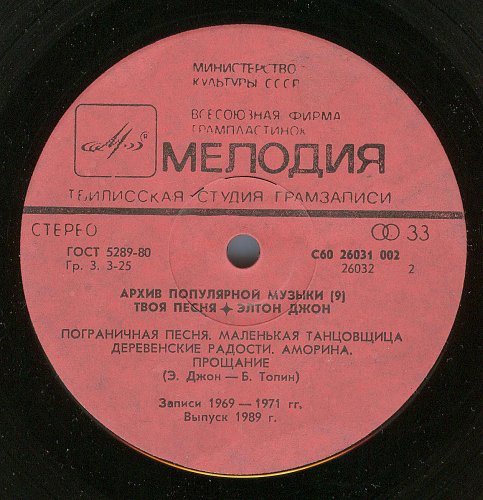 МИНИСТЕРСТВО
КУЛЬТУРЫ СССР
ВСЕСОЮЗНАЯ ФИРМА
ГРАМПЛАСТИНОК
МЕЛОДИЯ
ТБИЛИССКАЯ СТУДИЯ ГРАМЗАПИСИ
СТЕРЕО
33
ГОСТ 5289-80
Гр. 3. 3-25
С60 26031 002
26032 2
АРХИВ ПОПУЛЯРНОЙ МУЗЫКИ (9)
ТВОЯ ПЕСНЯ ✦ ЭЛТОН ДЖОН
ПОГРАНИЧНАЯ ПЕСНЯ. МАЛЕНЬКАЯ ТАНЦОВЩИЦА
ДЕРЕВЕНСКИЕ РАДОСТИ. АМОРИНА.
ПРОЩАНИЕ
(Э. Джон — Б. Топин)
Записи 1969 — 1971 гг.
Выпуск 1989 г.